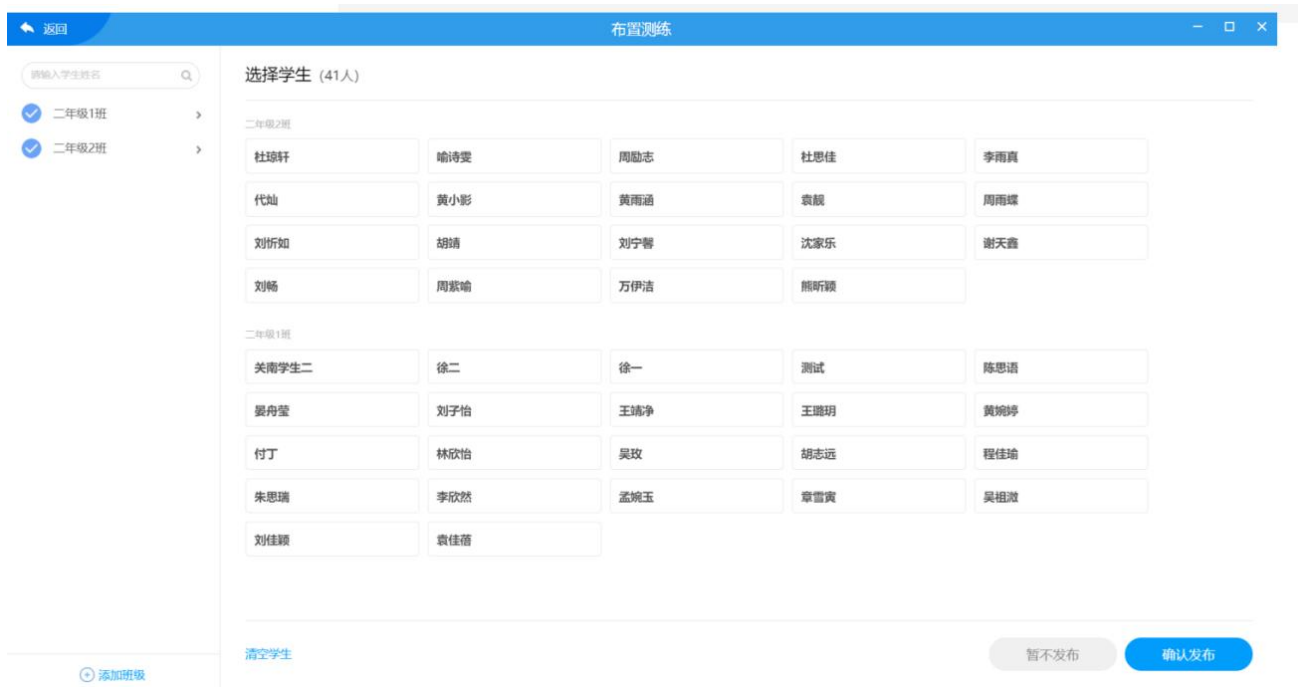 返回
布置测练
请输入学生姓名
二年级1班
二年级2班
添加班级
选择学生 (41人)
二年级2班
杜琼轩 喻诗雯 周励志 杜思佳 李雨真
代灿 黄小影 黄雨涵 袁靓 周雨蝶
刘忻如 胡靖 刘宁馨 沈家乐 谢天鑫
刘畅 周紫喻 万伊洁 熊昕颖
二年级1班
关南学生二 徐二 徐一 测试 陈思语
晏舟莹 刘子怡 王靖净 王璐玥 黄婉婷
付丁 林欣怡 吴玫 胡志远 程佳瑜
朱思瑞 李欣然 孟婉玉 章雪寅 吴祖溦
刘佳颖 袁佳蓓
清空学生
暂不发布
确认发布